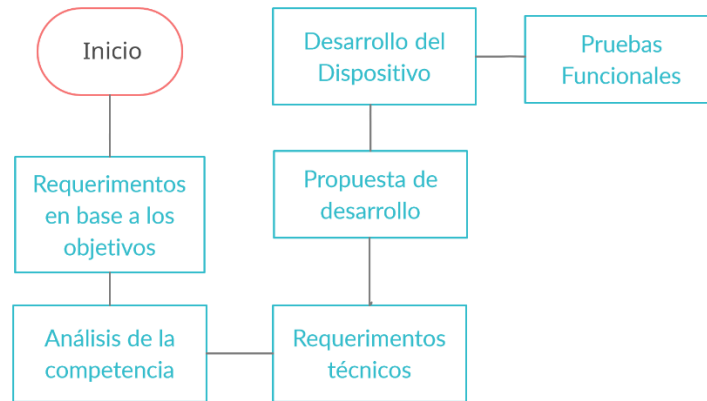 Inicio
Requerimentos
en base a los
objetivos
Análisis de la
competencia
Requerimentos
técnicos
Propuesta de
desarrollo
Desarrollo del
Dispositivo
Pruebas
Funcionales